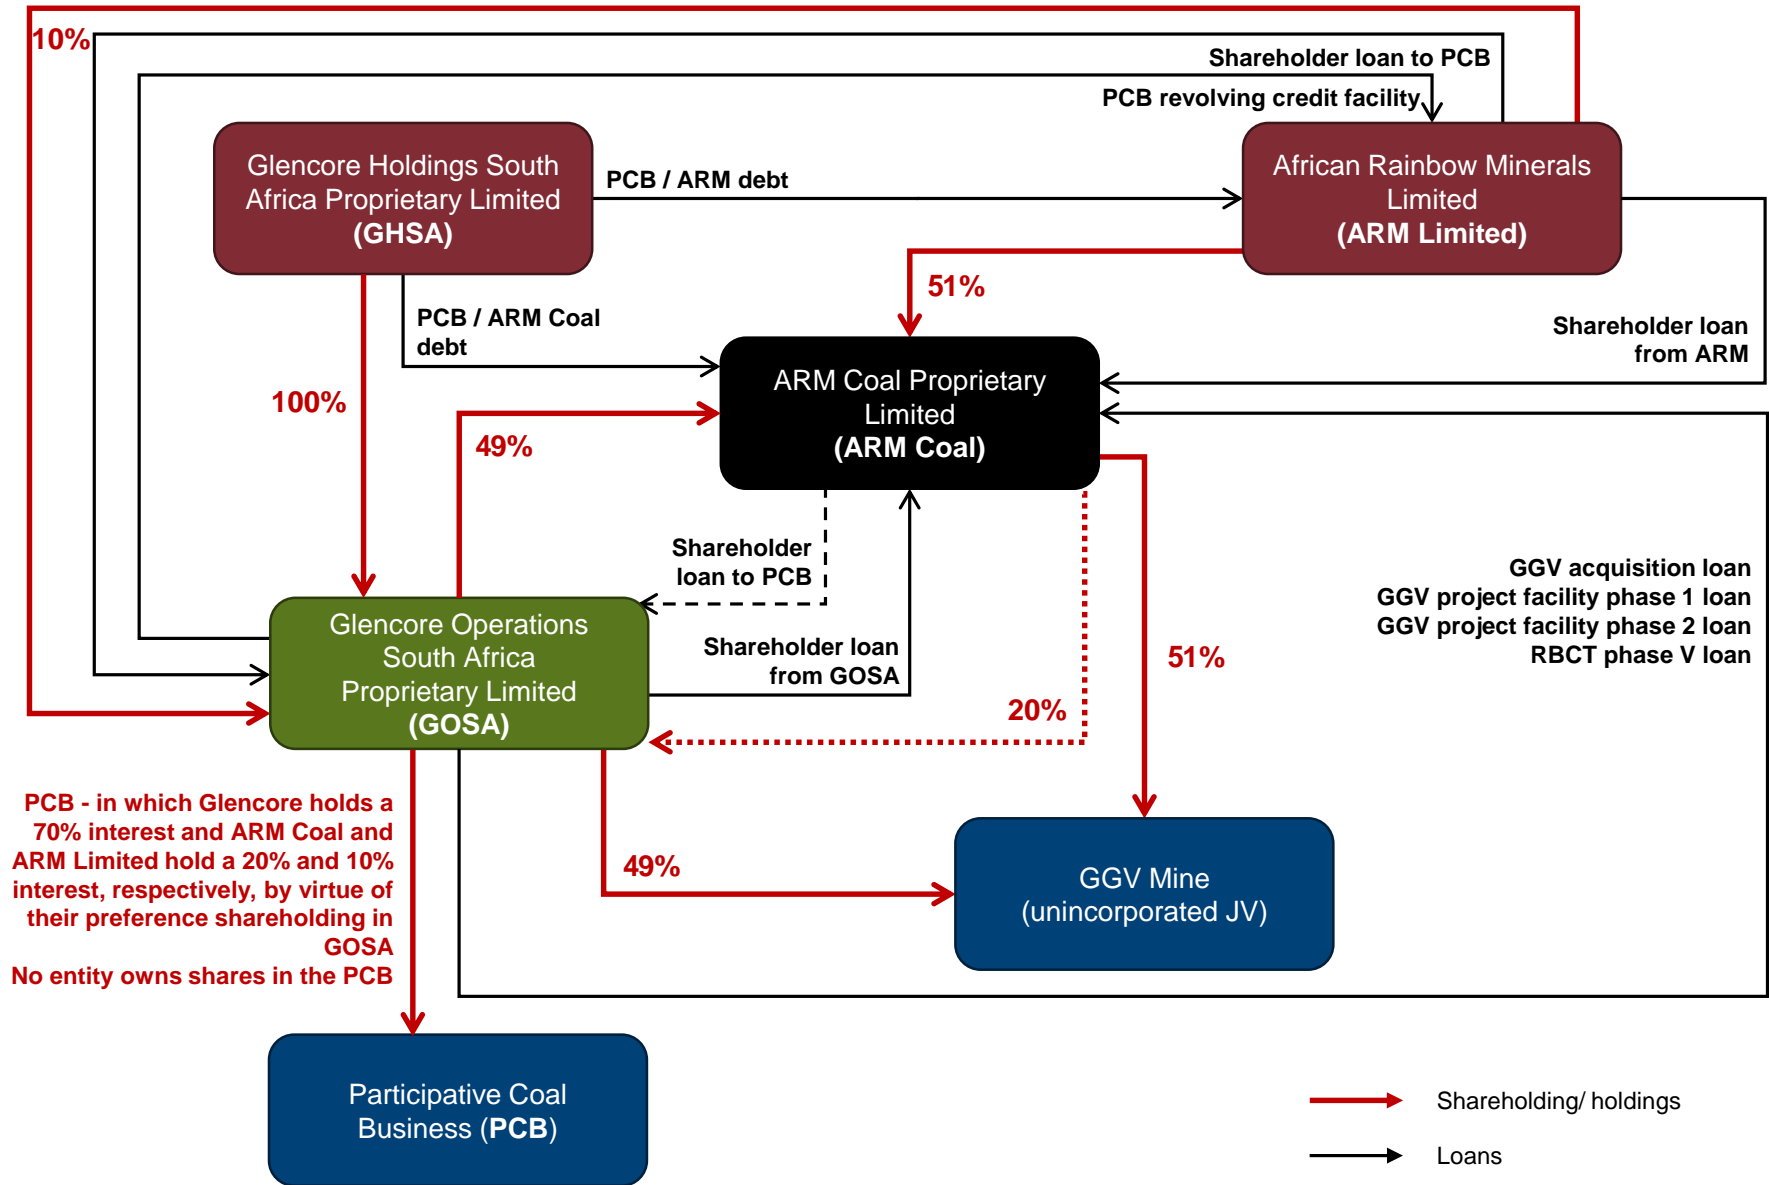 10%
Shareholder loan to PCB
PCB revolving credit facility
Glencore Holdings South
Africa Proprietary Limited
(GHSA)
PCB / ARM debt
African Rainbow Minerals
Limited
(ARM Limited)
51%
PCB / ARM Coal
debt
Shareholder loan
from ARM
100%
ARM Coal Proprietary
Limited
(ARM Coal)
49%
Shareholder
loan to PCB
GGV acquisition loan
GGV project facility phase 1 loan
GGV project facility phase 2 loan
RBCT phase V loan
Glencore Operations
South Africa
Proprietary Limited
(GOSA)
Shareholder loan
from GOSA
51%
20%
PCB - in which Glencore holds a
70% interest and ARM Coal and
ARM Limited hold a 20% and 10%
interest, respectively, by virtue of
their preference shareholding in
GOSA
No entity owns shares in the PCB
49%
GGV Mine
(unincorporated JV)
Participative Coal
Business (PCB)
Shareholding/ holdings
Loans